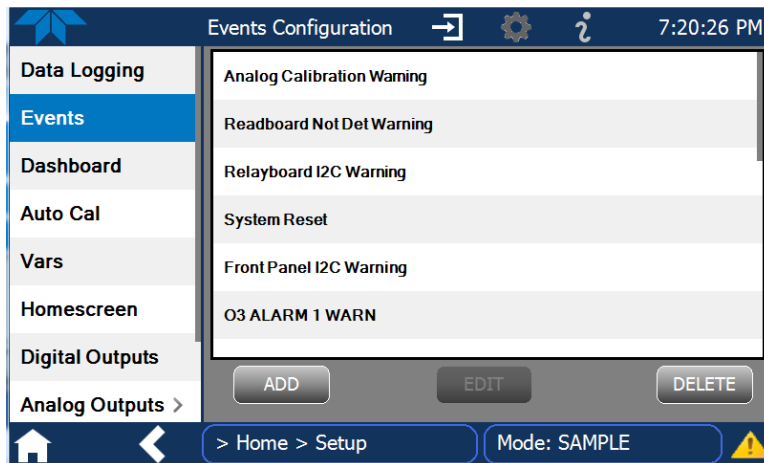 Events Configuration
7:20:26 PM
Data Logging
Events
Dashboard
Auto Cal
Vars
Homescreen
Digital Outputs
Analog Outputs >
Analog Calibration Warning
Readboard Not Det Warning
Relayboard I2C Warning
System Reset
Front Panel I2C Warning
O3 ALARM 1 WARN
ADD
EDIT
DELETE
> Home > Setup
Mode: SAMPLE